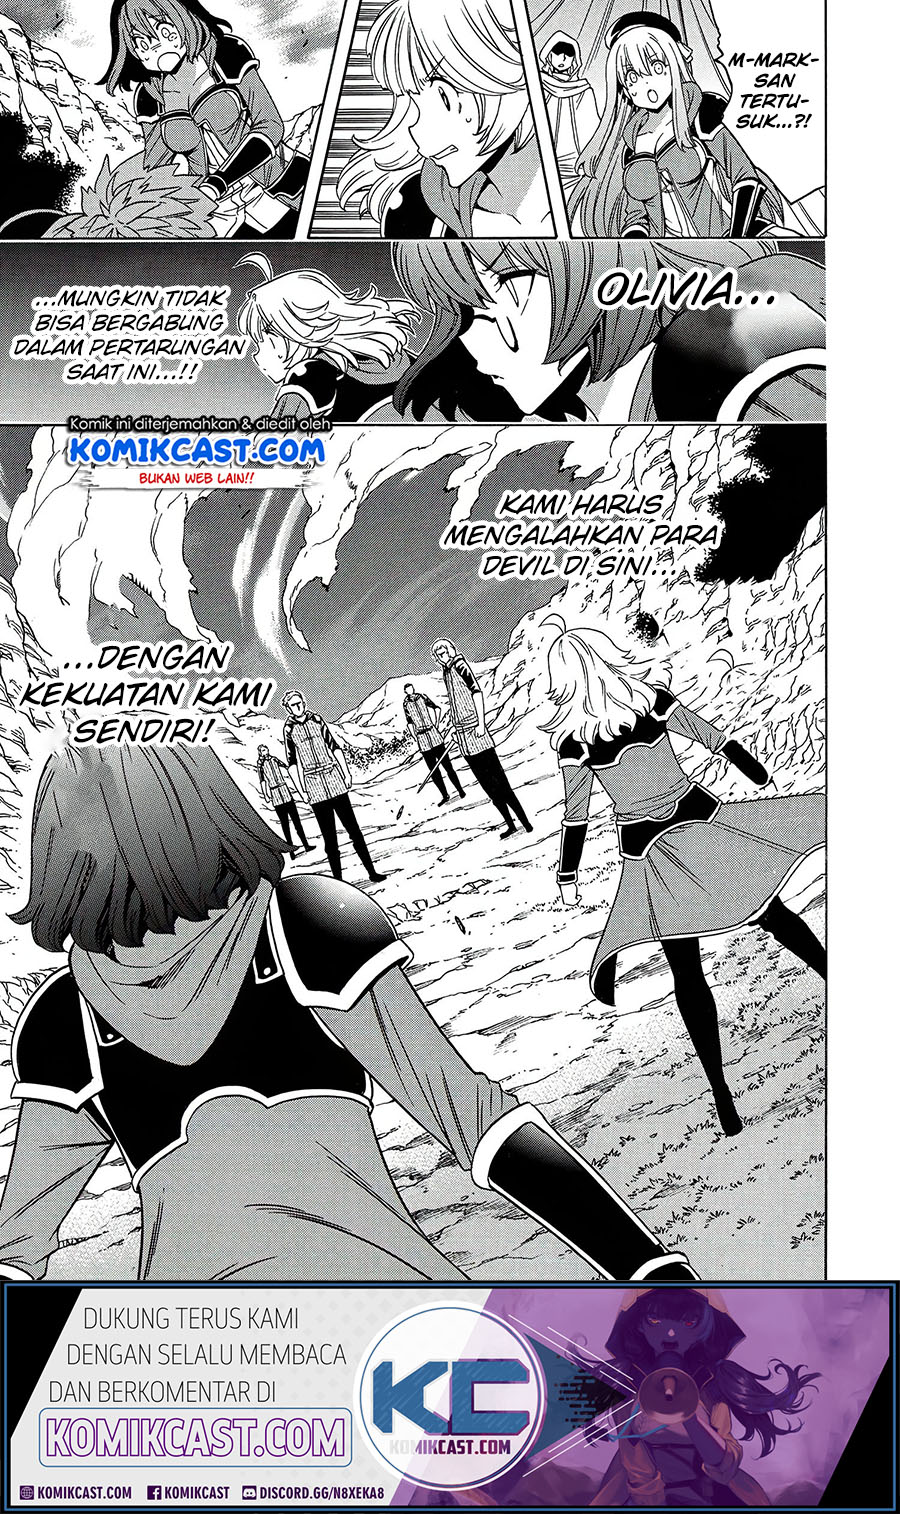 M-MARK-
SAN
TERTU-
SUK...?!
OLIVIA...
...MUNGKIN TIDAK
BISA BERGABUNG
DALAM PERTARUNGAN
SAAT INI...!!
Komik ini diterjemahkan & diedit oleh
KOMIKCAST.COM
BUKAN WEB LAIN!!
KAMI HARUS
MENGALAHKAN PARA
DEVIL DI SINI...
...DENGAN
KEKUATAN KAMI
SENDIRI!
DUKUNG TERUS KAMI
DENGAN SELALU MEMBACA
DAN BERKOMENTAR DI
KOMIKCAST.COM
KC
KOMIKCAST.COM
KOMIKCAST.COM
KOMIKCAST
DISCORD.GG/N8XEKA8